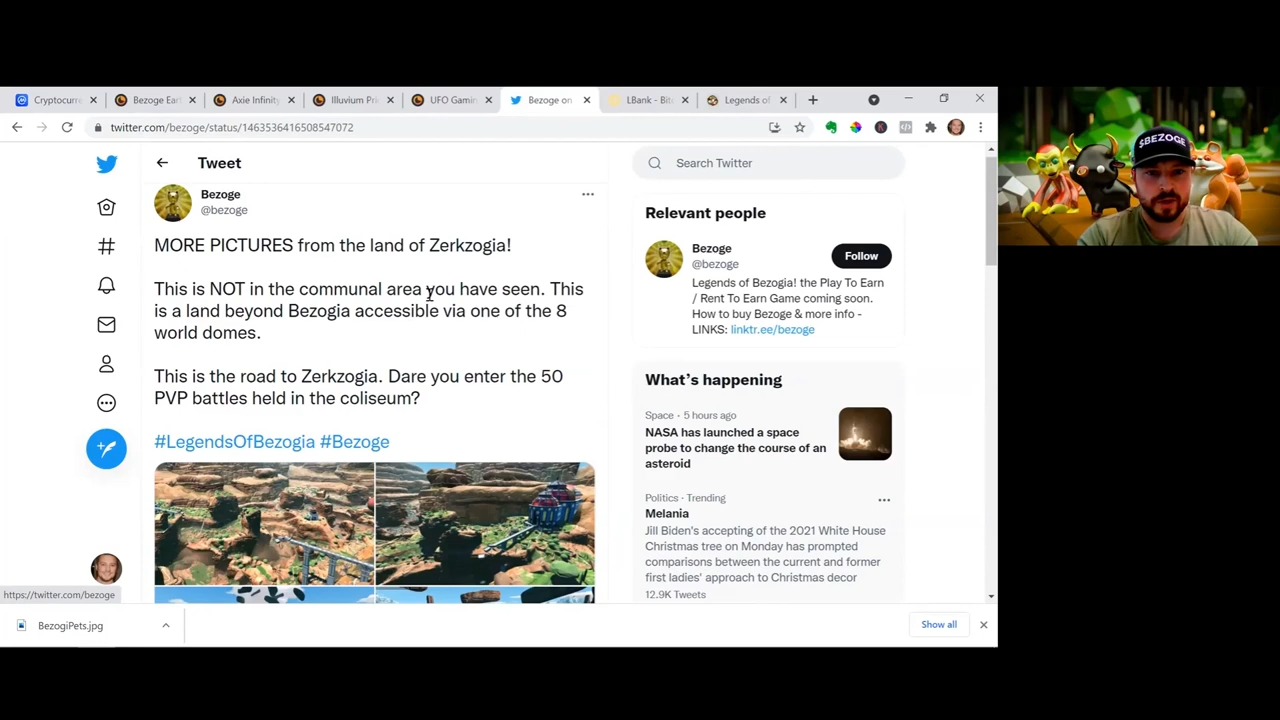 Cryptocurre
Bezoge Ear
Axie Infinity
Illuvium Pri
UFO Gamin
Bezoge on
LBank - Bite
Legends of
twitter.com/bezoge/status/1463536416508547072
Tweet
Search Twitter
Bezoge
@bezoge
MORE PICTURES from the land of Zerkzogia!
This is NOT in the communal area you have seen. This
is a land beyond Bezogia accessible via one of the 8
world domes.
This is the road to Zerkzogia. Dare you enter the 50
PVP battles held in the coliseum?
#LegendsOfBezogia #Bezoge
Relevant people
Bezoge
@bezoge
Follow
Legends of Bezogia! the Play To Earn
/ Rent To Earn Game coming soon.
How to buy Bezoge & more info -
LINKS: linktr.ee/bezoge
What's happening
Space · 5 hours ago
NASA has launched a space
probe to change the course of an
asteroid
Politics · Trending
Melania
Jill Biden's accepting of the 2021 White House
Christmas tree on Monday has prompted
comparisons between the current and former
first ladies' approach to Christmas decor
12.9K Tweets
https://twitter.com/bezoge
BezogiPets.jpg
Show all
$BEZOGE